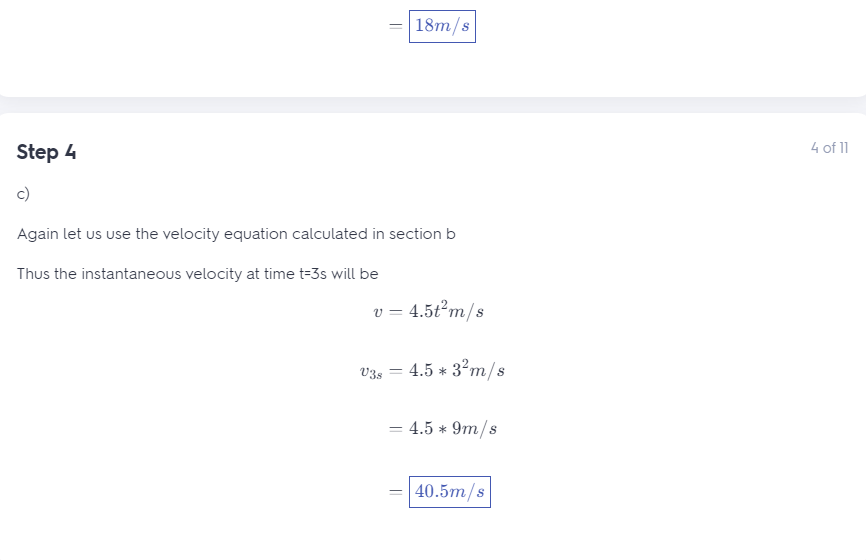 = 18m/s
Step 4
4 of 11
c)
Again let us use the velocity equation calculated in section b
Thus the instantaneous velocity at time t=3s will be
v = 4.5t²m/s
v₃ₛ = 4.5 * 3²m/s
= 4.5 * 9m/s
= 40.5m/s